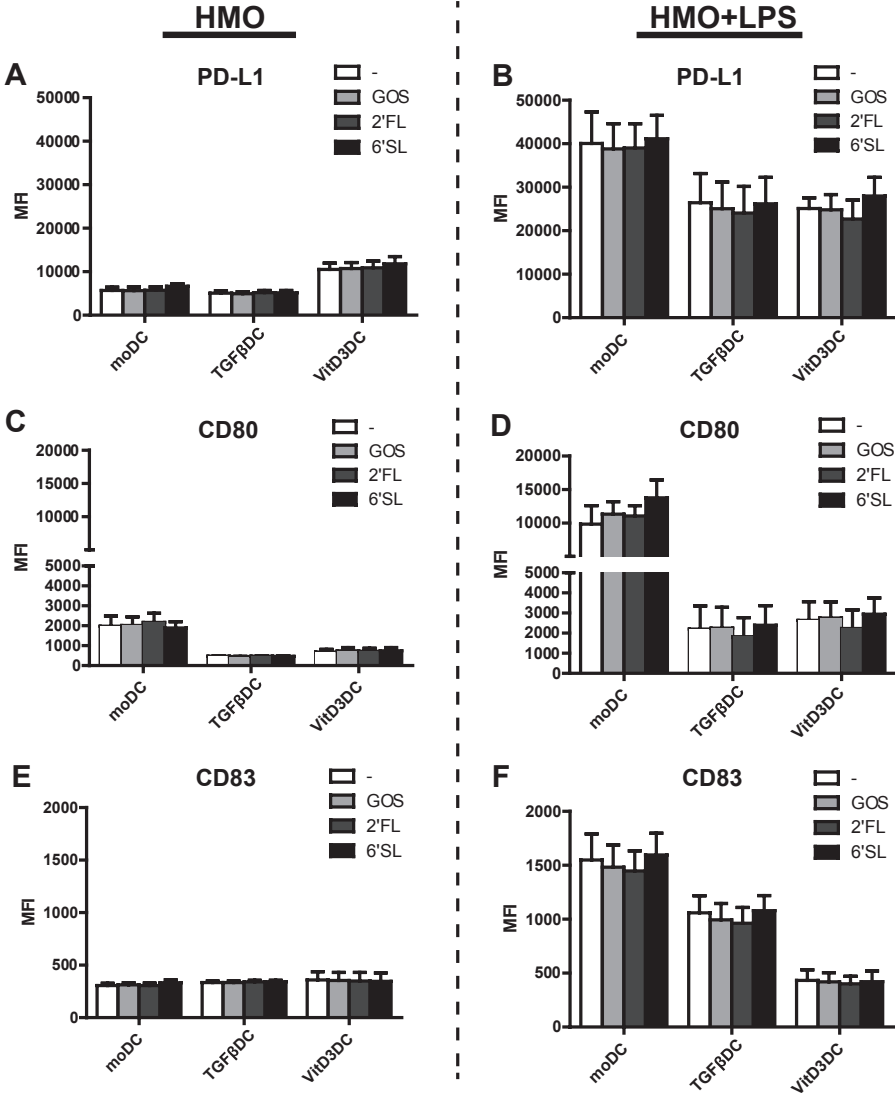 HMO
HMO+LPS
A
PD-L1
-
GOS
2'FL
6'SL
MFI
50000
40000
30000
20000
10000
0
moDC
TGFβDC
VitD3DC
B
PD-L1
-
GOS
2'FL
6'SL
MFI
50000
40000
30000
20000
10000
0
moDC
TGFβDC
VitD3DC
C
CD80
-
GOS
2'FL
6'SL
MFI
20000
15000
10000
5000
4000
3000
2000
1000
0
moDC
TGFβDC
VitD3DC
D
CD80
-
GOS
2'FL
6'SL
MFI
20000
15000
10000
5000
4000
3000
2000
1000
0
moDC
TGFβDC
VitD3DC
E
CD83
-
GOS
2'FL
6'SL
MFI
2000
1500
1000
500
0
moDC
TGFβDC
VitD3DC
F
CD83
-
GOS
2'FL
6'SL
MFI
2000
1500
1000
500
0
moDC
TGFβDC
VitD3DC